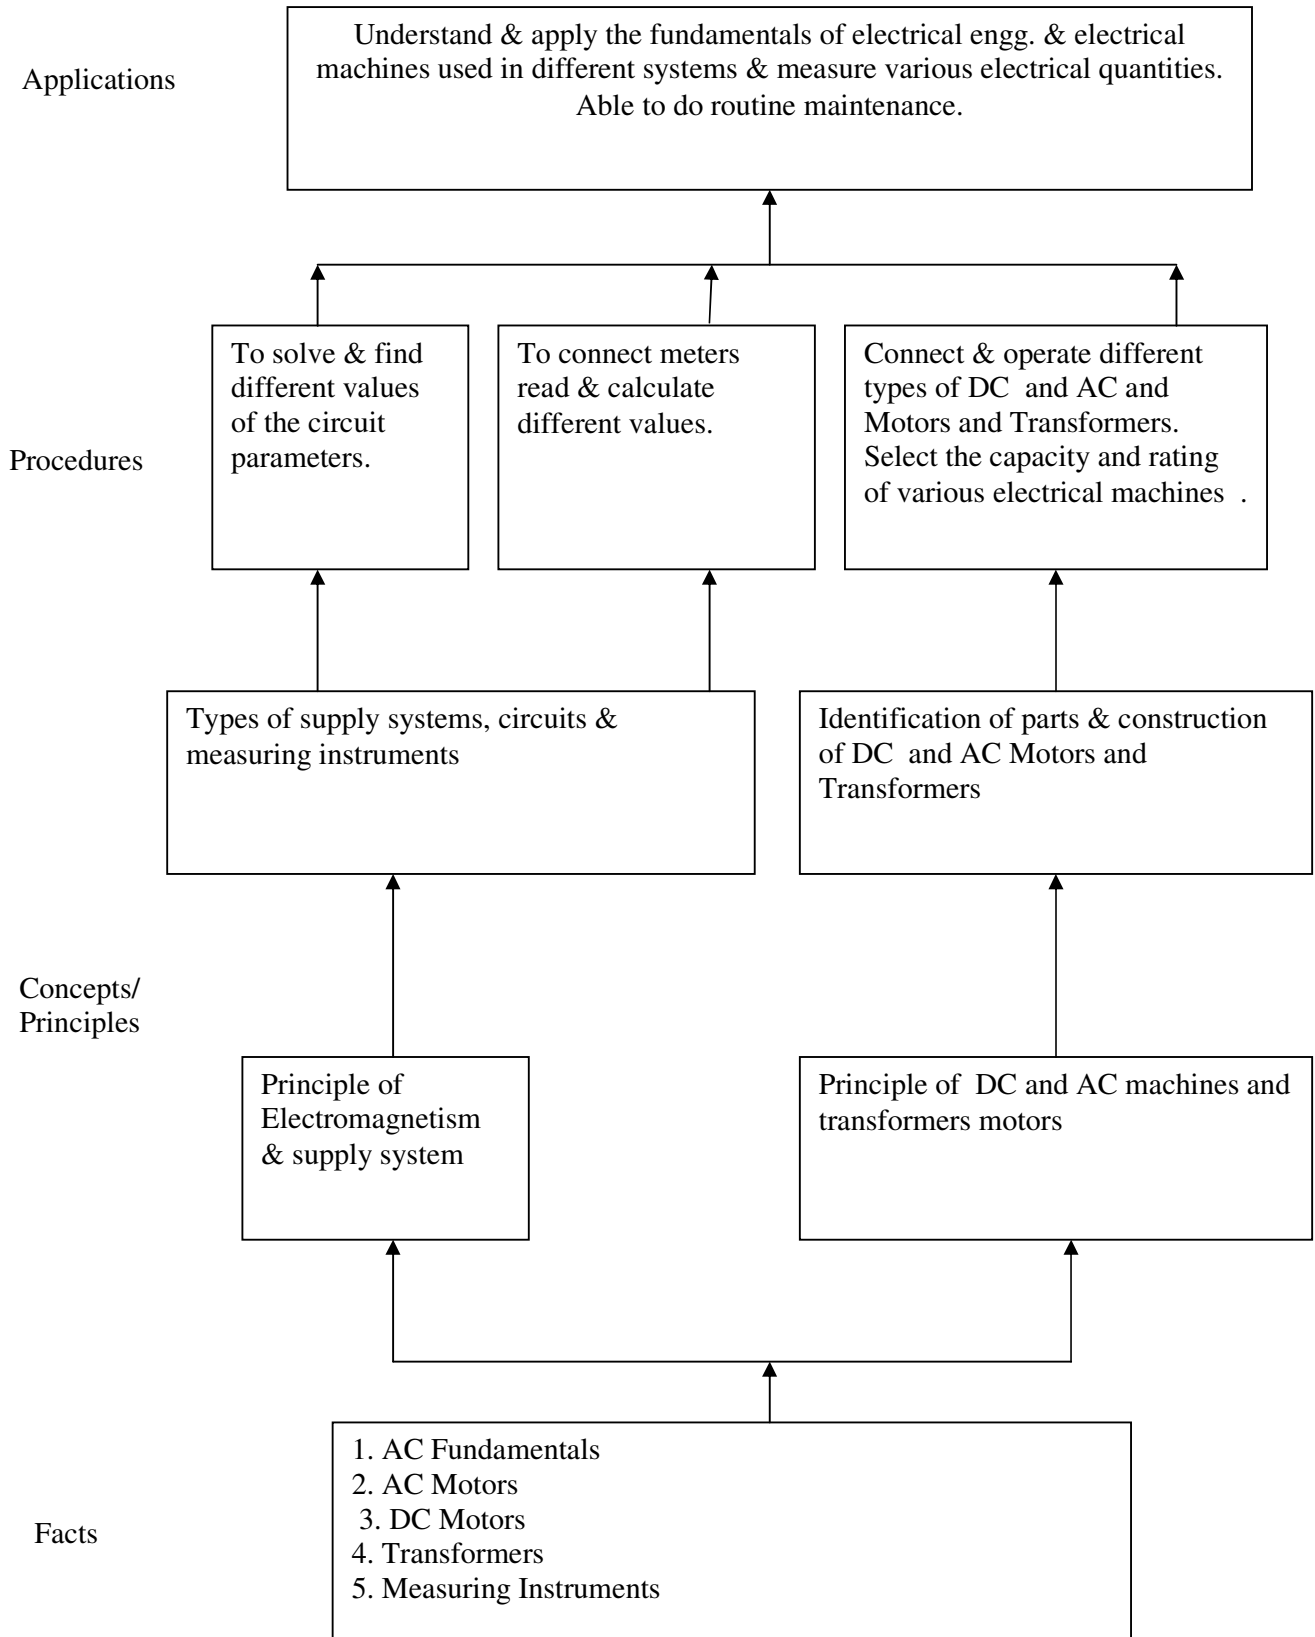 Applications
Understand & apply the fundamentals of electrical engg. & electrical
machines used in different systems & measure various electrical quantities.
Able to do routine maintenance.
Procedures
To solve & find
different values
of the circuit
parameters.
To connect meters
read & calculate
different values.
Connect & operate different
types of DC and AC and
Motors and Transformers.
Select the capacity and rating
of various electrical machines .
Types of supply systems, circuits &
measuring instruments
Identification of parts & construction
of DC and AC Motors and
Transformers
Concepts/
Principles
Principle of
Electromagnetism
& supply system
Principle of DC and AC machines and
transformers motors
Facts
1. AC Fundamentals
2. AC Motors
3. DC Motors
4. Transformers
5. Measuring Instruments